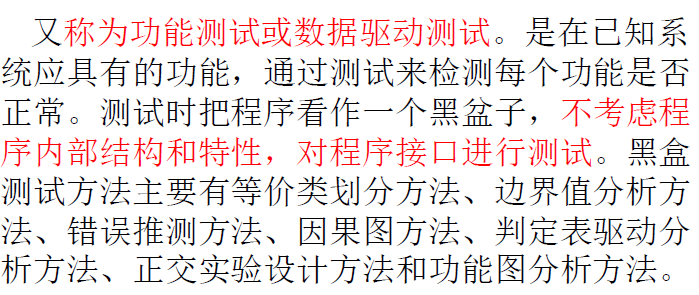 又称为功能测试或数据驱动测试。是在已知系
统应具有的功能，通过测试来检测每个功能是否
正常。测试时把程序看作一个黑盆子，不考虑程
序内部结构和特性，对程序接口进行测试。黑盒
测试方法主要有等价类划分方法、边界值分析方
法、错误推测方法、因果图方法、判定表驱动分
析方法、正交实验设计方法和功能图分析方法。